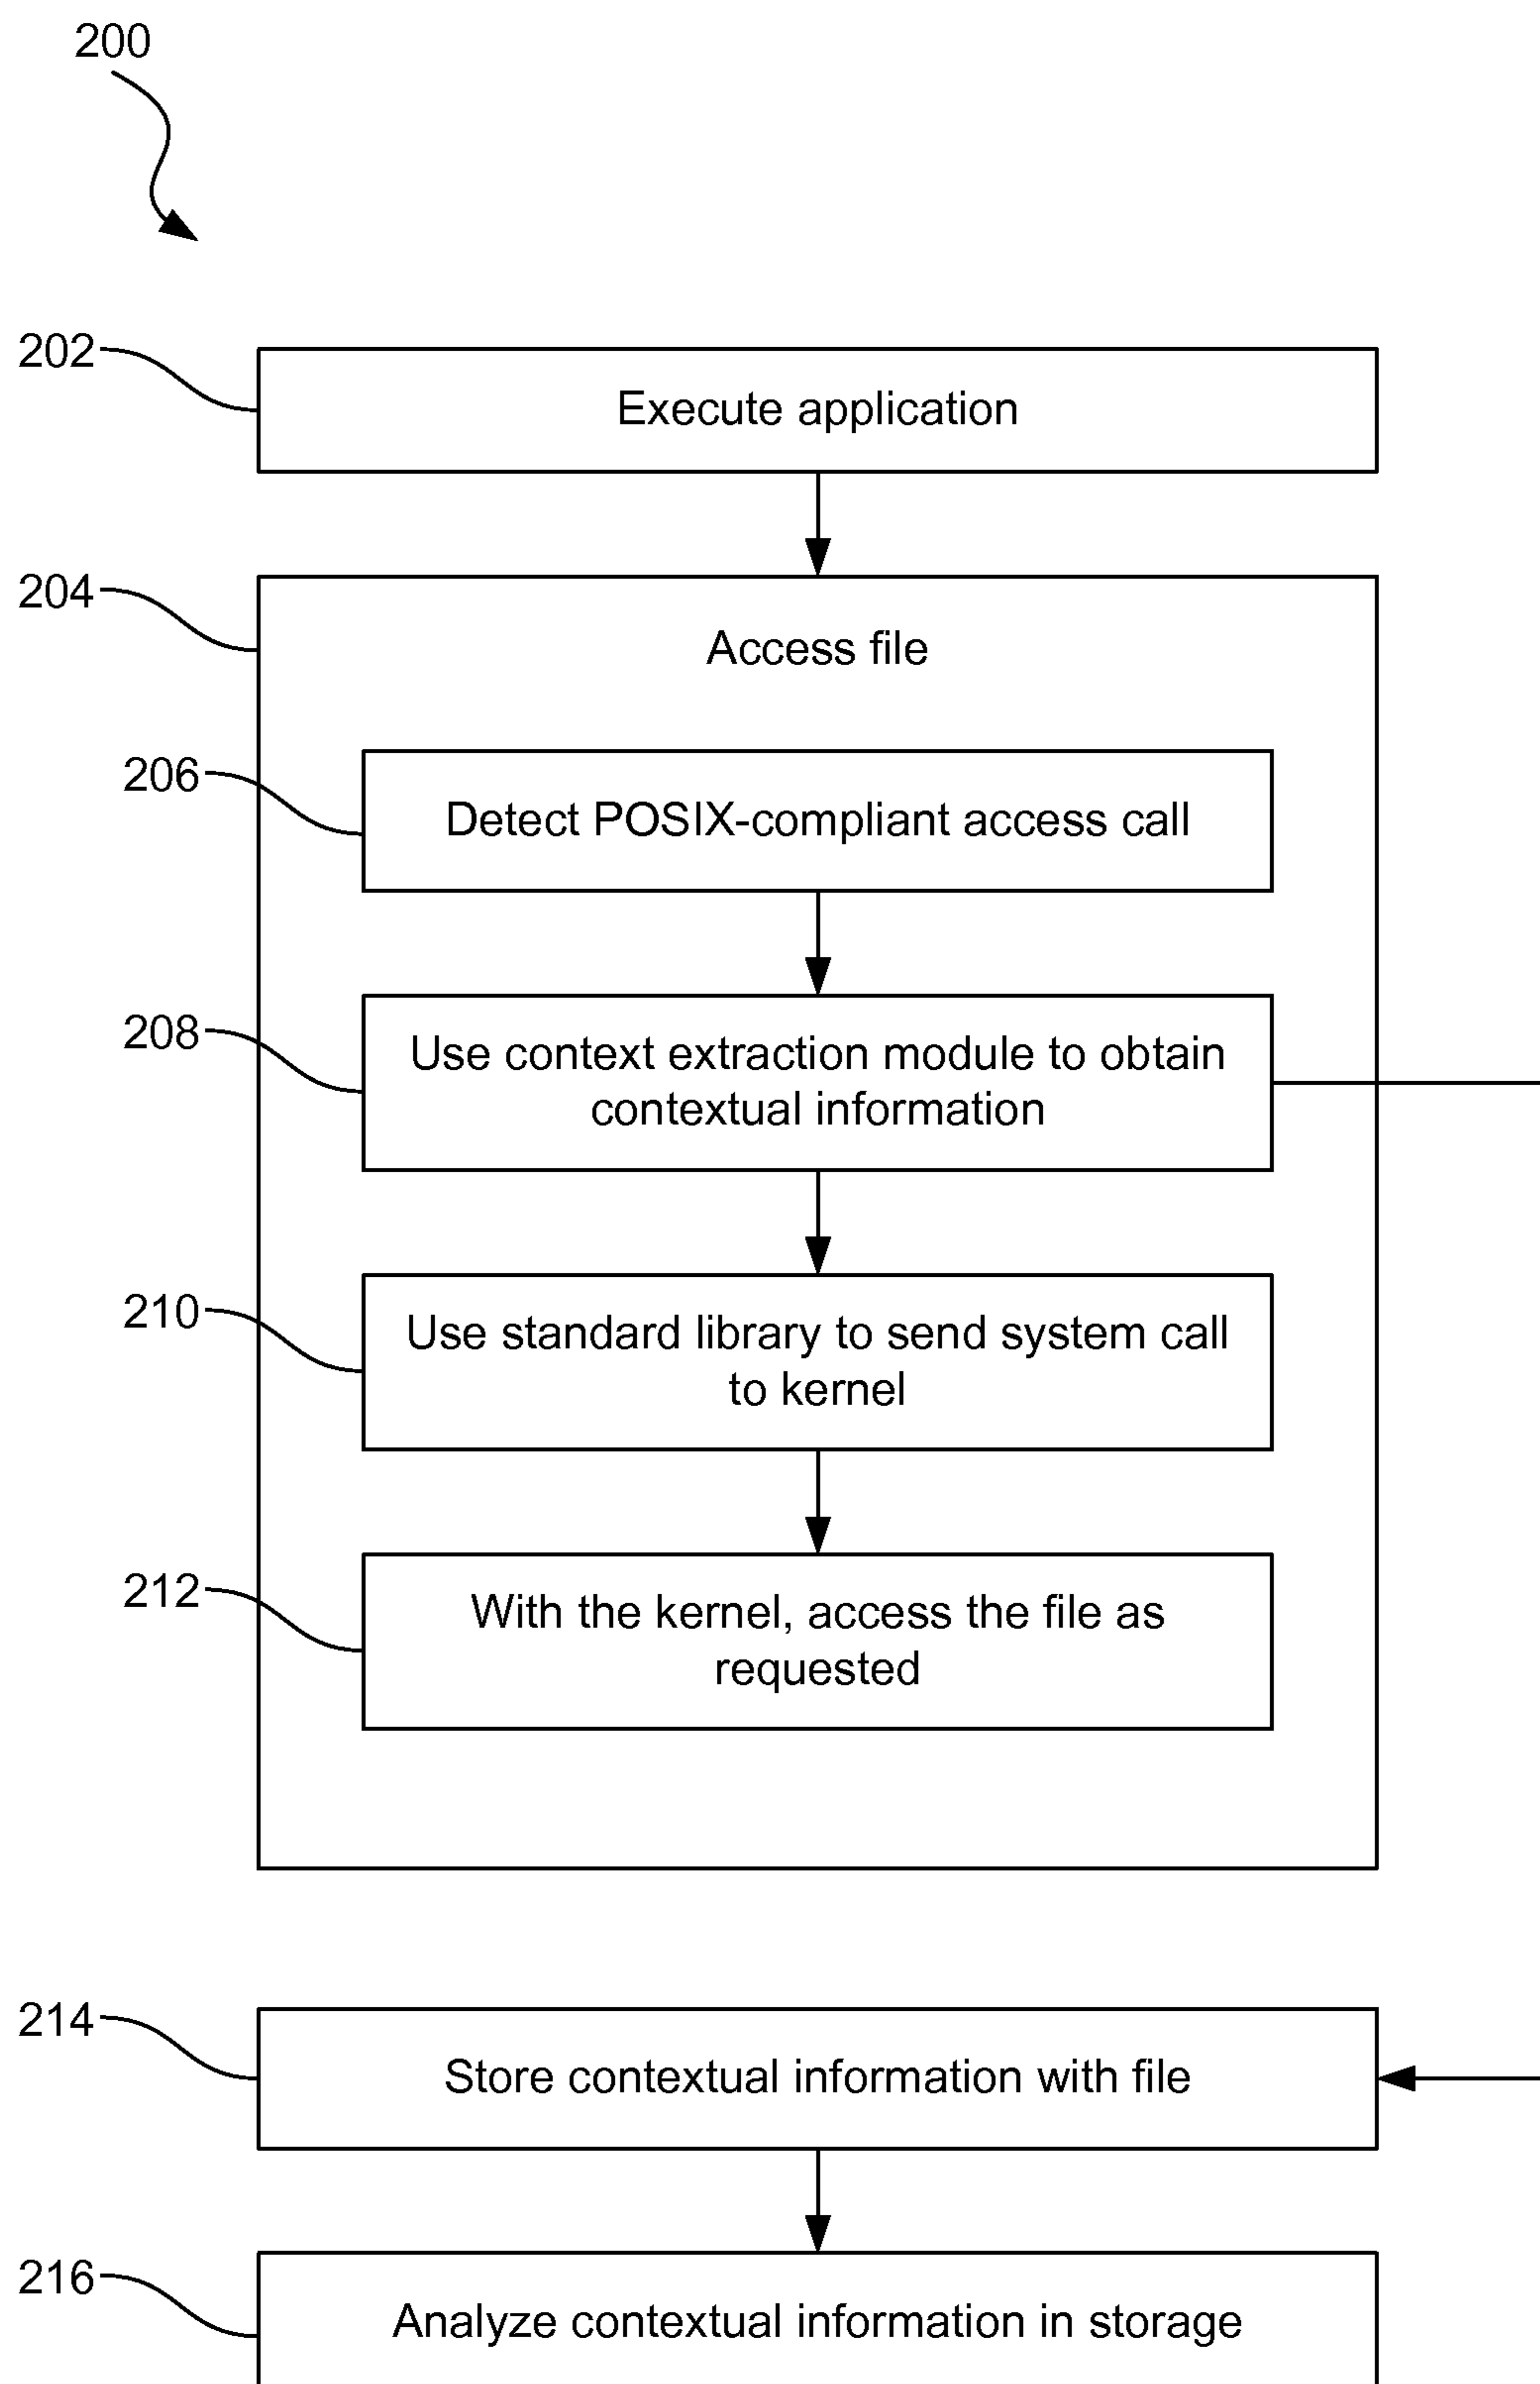 200
202
Execute application
204
Access file
206
Detect POSIX-compliant access call
208
Use context extraction module to obtain
contextual information
210
Use standard library to send system call
to kernel
212
With the kernel, access the file as
requested
214
Store contextual information with file
216
Analyze contextual information in storage